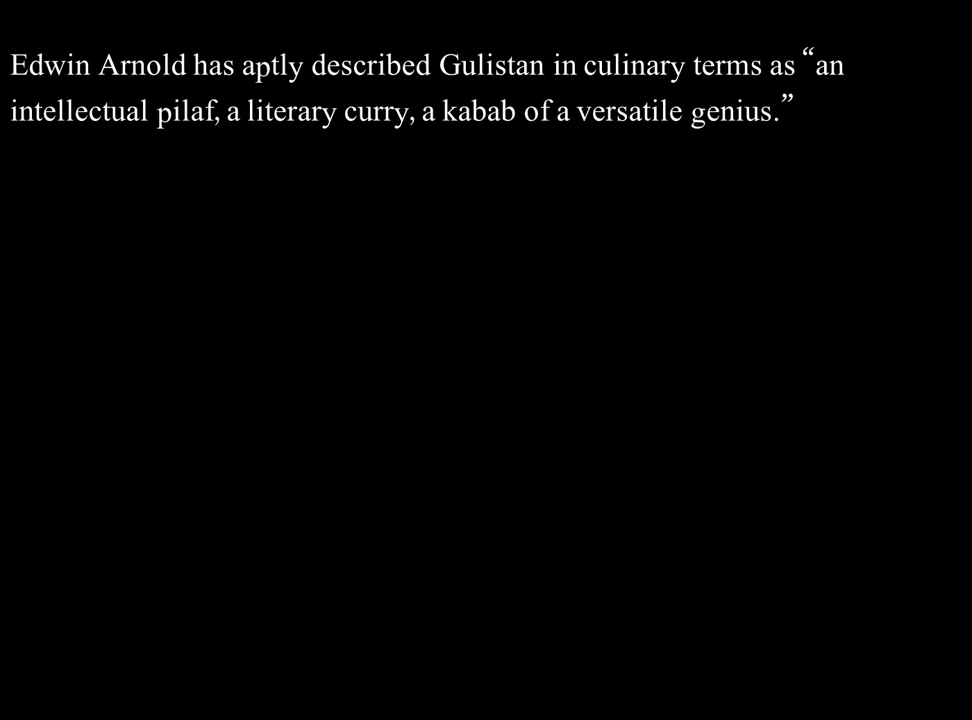 Edwin Arnold has aptly described Gulistan in culinary terms as “an
intellectual pilaf, a literary curry, a kabab of a versatile genius.”